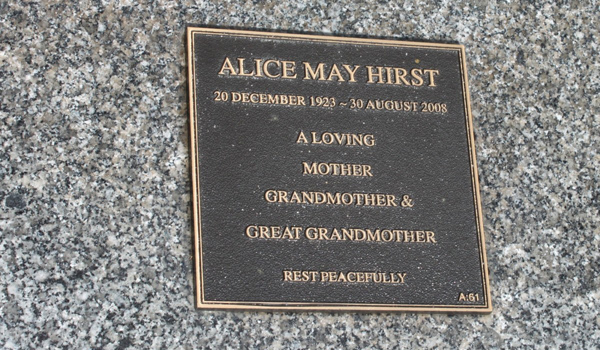 ALICE MAY HIRST
20 DECEMBER 1923 ~ 30 AUGUST 2008
A LOVING
MOTHER
GRANDMOTHER &
GREAT GRANDMOTHER
REST PEACEFULLY
A:61